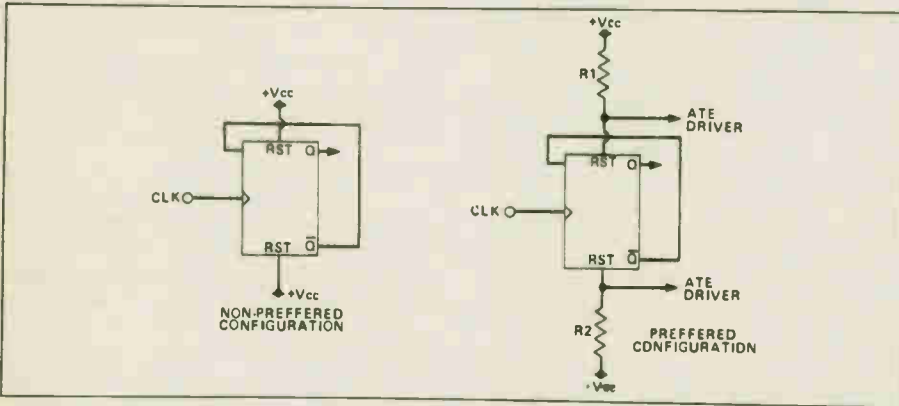 +Vcc
RST
Q
CLK
RST
Q̅
+Vcc
NON-PREFFERED
CONFIGURATION
+Vcc
R1
ATE
DRIVER
RST
Q
CLK
RST
Q̅
ATE
DRIVER
R2
PREFFERED
CONFIGURATION